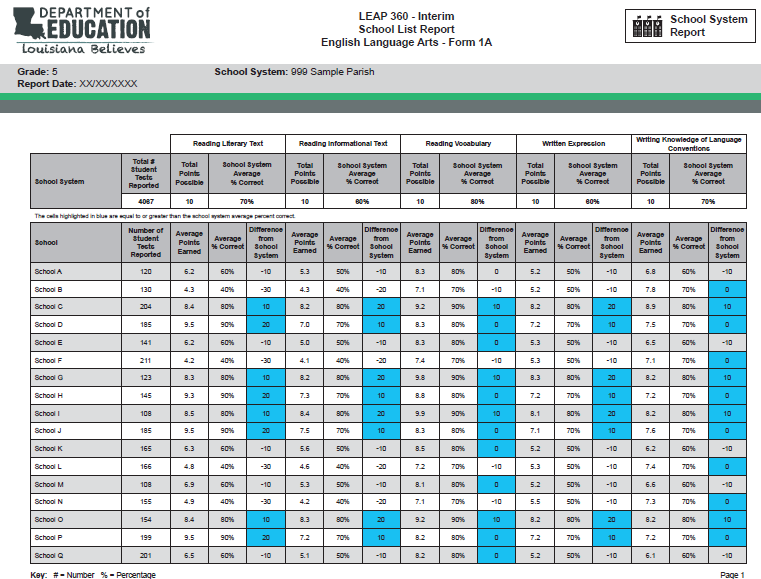 DEPARTMENT of
EDUCATION
Louisiana Believes
LEAP 360 - Interim
School List Report
English Language Arts - Form 1A
School System
Report
Grade: 5 School System: 999 Sample Parish
Report Date: XX/XX/XXXX
Reading Literary Text Reading Informational Text Reading Vocabulary Written Expression Writing Knowledge of Language Conventions
School System Total # Student Tests Reported Total Points Possible School System Average % Correct Total Points Possible School System Average % Correct Total Points Possible School System Average % Correct Total Points Possible School System Average % Correct Total Points Possible School System Average % Correct
4067 10 70% 10 60% 10 80% 10 60% 10 70%
The cells highlighted in blue are equal to or greater than the school system average percent correct.
School Number of Student Tests Reported Average Points Earned Average % Correct Difference from School System Average Points Earned Average % Correct Difference from School System Average Points Earned Average % Correct Difference from School System Average Points Earned Average % Correct Difference from School System Average Points Earned Average % Correct Difference from School System
School A 120 6.2 60% -10 5.3 50% -10 8.3 80% 0 5.2 50% -10 6.8 60% -10
School B 130 4.3 40% -30 4.3 40% -20 7.1 70% -10 5.2 50% -10 7.8 70% 0
School C 204 8.4 80% 10 8.2 80% 20 9.2 90% 10 8.2 80% 20 8.9 80% 10
School D 185 9.5 90% 20 7.0 70% 10 8.3 80% 0 7.2 70% 10 7.5 70% 0
School E 141 6.2 60% -10 5.0 50% -10 8.3 80% 0 5.3 50% -10 6.5 60% -10
School F 211 4.2 40% -30 4.1 40% -20 7.4 70% -10 5.3 50% -10 7.1 70% 0
School G 123 8.3 80% 10 8.2 80% 20 9.8 90% 10 8.3 80% 20 8.2 80% 10
School H 145 9.3 90% 20 7.3 70% 10 8.8 80% 0 7.2 70% 10 7.2 70% 0
School I 108 8.5 80% 10 8.4 80% 20 9.9 90% 10 8.1 80% 20 8.2 80% 10
School J 185 9.5 90% 20 7.5 70% 10 8.3 80% 0 7.1 70% 10 7.6 70% 0
School K 165 6.3 60% -10 5.6 50% -10 8.5 80% 0 5.2 50% -10 6.2 60% -10
School L 166 4.8 40% -30 4.6 40% -20 7.2 70% -10 5.3 50% -10 7.4 70% 0
School M 108 6.9 60% -10 5.3 50% -10 8.1 80% 0 5.2 50% -10 6.6 60% -10
School N 155 4.9 40% -30 4.2 40% -20 7.1 70% -10 5.5 50% -10 7.3 70% 0
School O 154 8.4 80% 10 8.3 80% 20 9.2 90% 10 8.2 80% 20 8.2 80% 10
School P 199 9.5 90% 20 7.2 70% 10 8.2 80% 0 7.2 70% 10 7.2 70% 0
School Q 201 6.5 60% -10 5.1 50% -10 8.2 80% 0 5.2 50% -10 6.1 60% -10
Key: # = Number % = Percentage Page 1